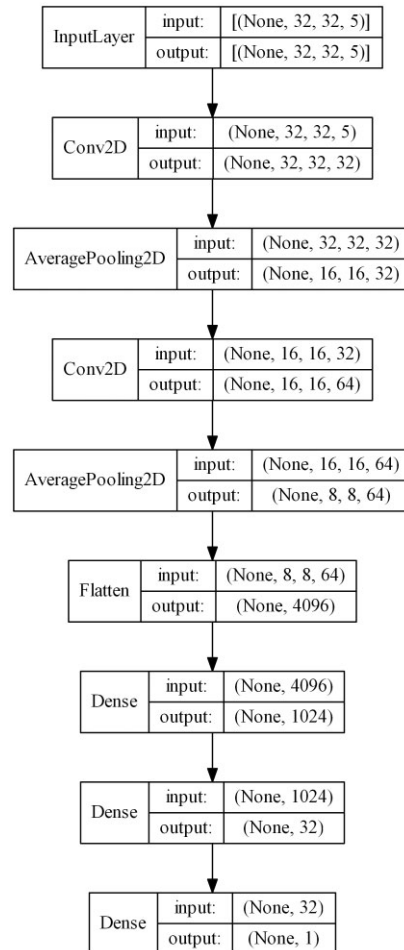 InputLayer
input: [(None, 32, 32, 5)]
output: [(None, 32, 32, 5)]
Conv2D
input: (None, 32, 32, 5)
output: (None, 32, 32, 32)
AveragePooling2D
input: (None, 32, 32, 32)
output: (None, 16, 16, 32)
Conv2D
input: (None, 16, 16, 32)
output: (None, 16, 16, 64)
AveragePooling2D
input: (None, 16, 16, 64)
output: (None, 8, 8, 64)
Flatten
input: (None, 8, 8, 64)
output: (None, 4096)
Dense
input: (None, 4096)
output: (None, 1024)
Dense
input: (None, 1024)
output: (None, 32)
Dense
input: (None, 32)
output: (None, 1)